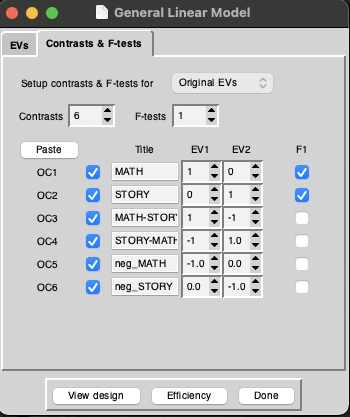 General Linear Model
EVs Contrasts & F-tests
Setup contrasts & F-tests for Original EVs
Contrasts 6 F-tests 1
Paste Title EV1 EV2 F1
OC1 MATH 1 0
OC2 STORY 0 1
OC3 MATH-STOR 1 -1
OC4 STORY-MATH -1 1.0
OC5 neg_MATH -1.0 0.0
OC6 neg_STORY 0.0 -1.0
View design Efficiency Done